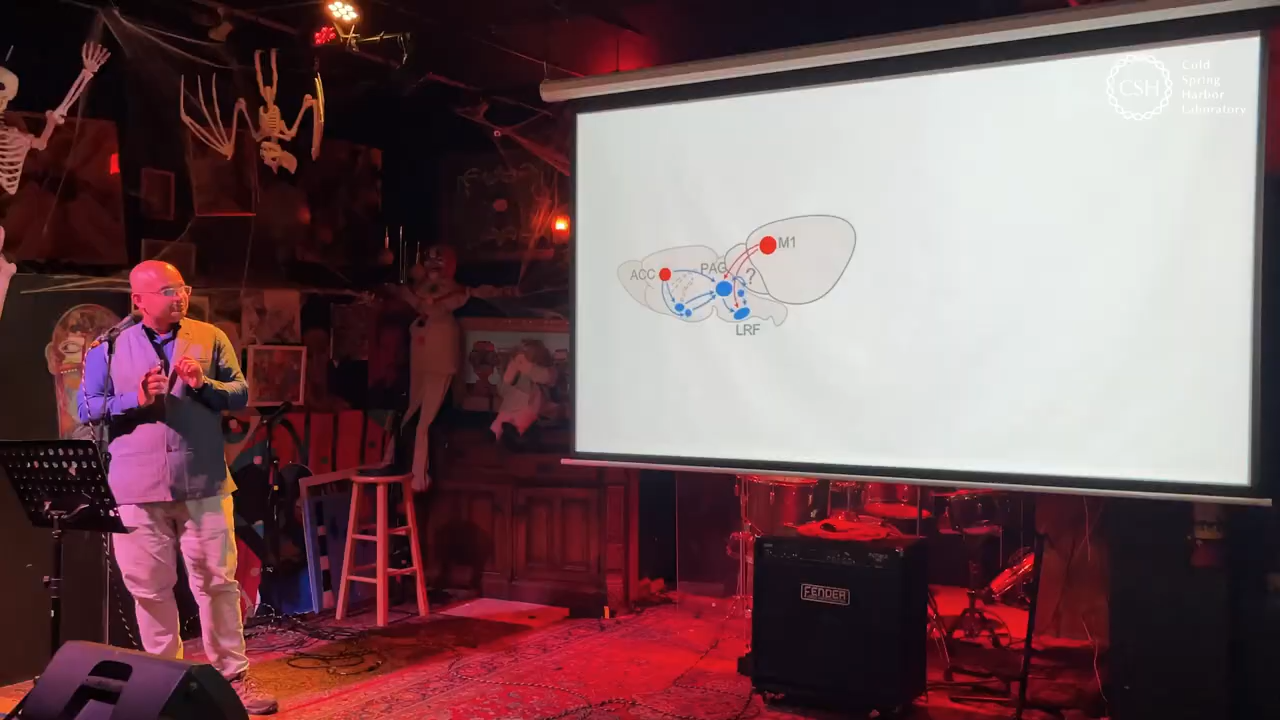 CSH
Cold
Spring
Harbor
Laboratory
M1
ACC
PAG
?
LRF
FENDER